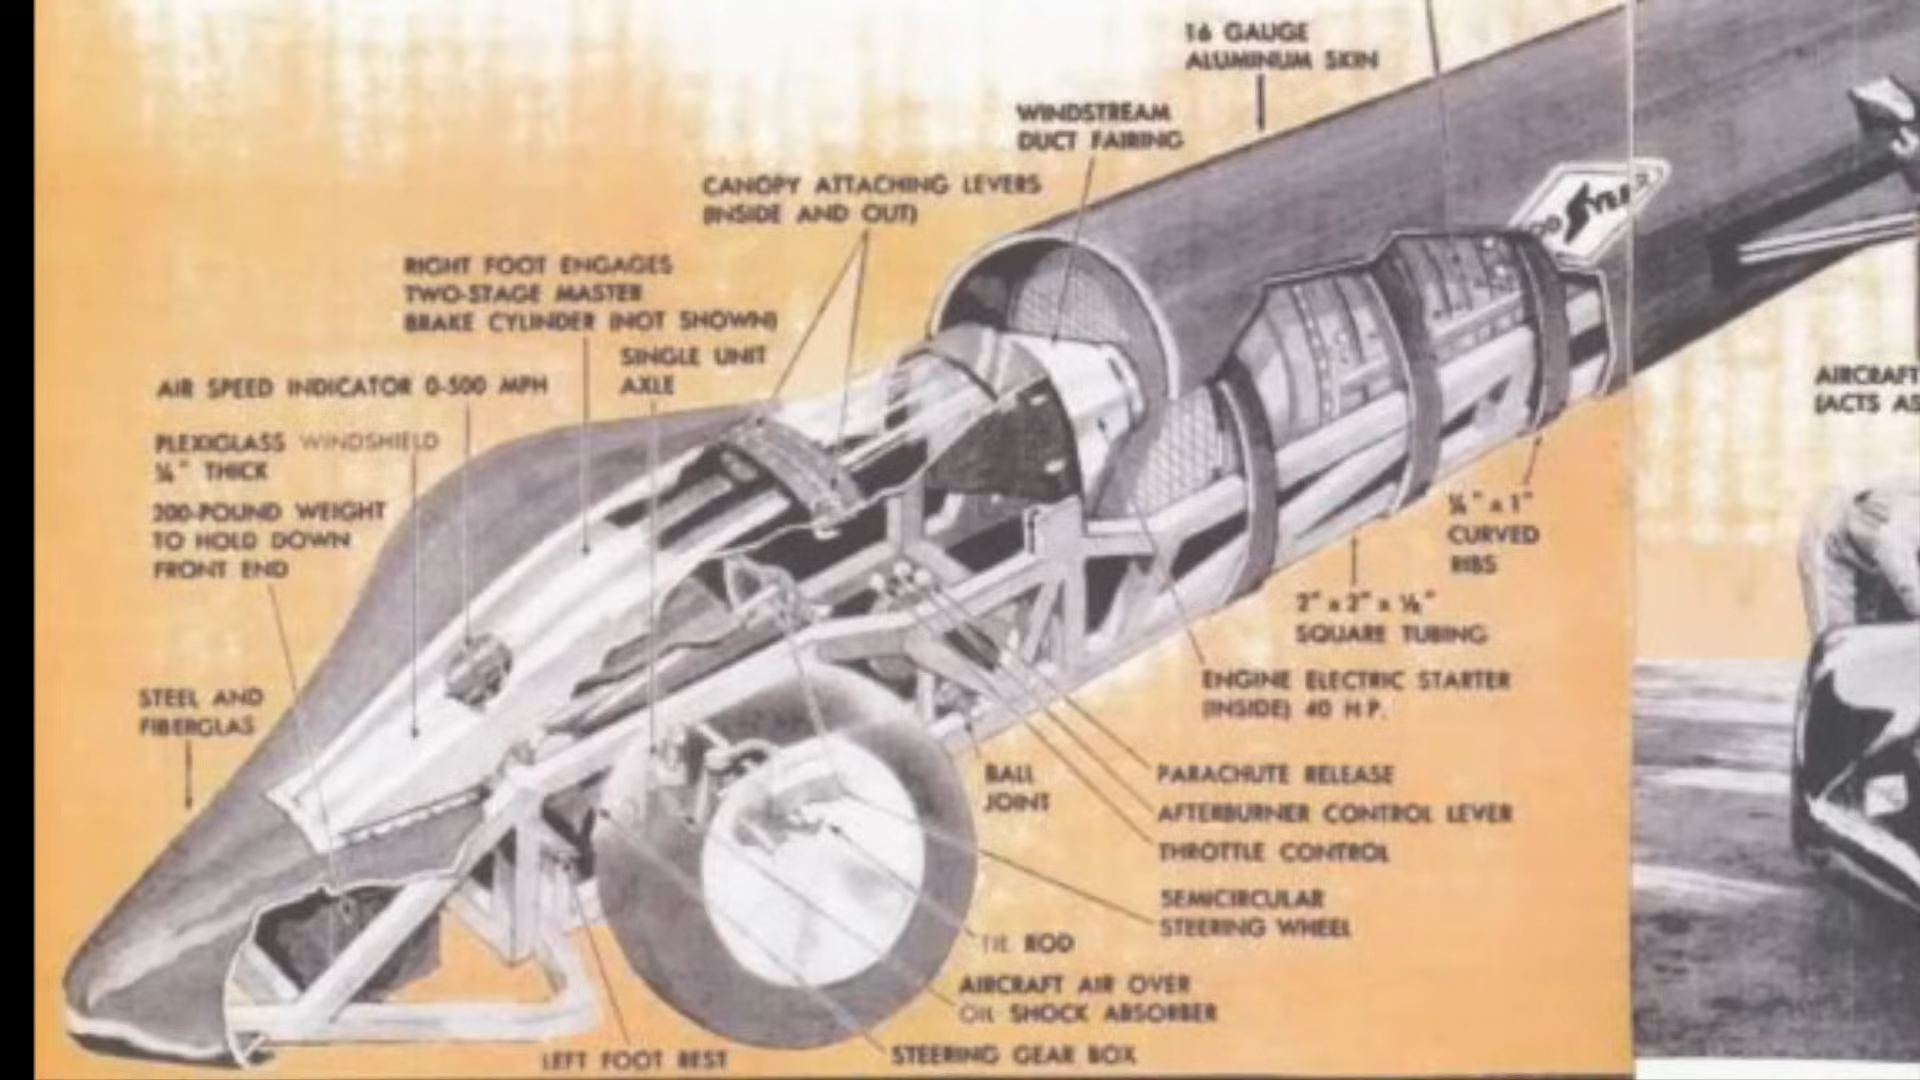 16 GAUGE
ALUMINUM SKIN
WINDSTREAM
DUCT FAIRING
CANOPY ATTACHING LEVERS
(INSIDE AND OUT)
RIGHT FOOT ENGAGES
TWO-STAGE MASTER
BRAKE CYLINDER (NOT SHOWN)
SINGLE UNIT
AXLE
AIR SPEED INDICATOR 0-500 MPH
PLEXIGLASS WINDSHIELD
¼" THICK
200-POUND WEIGHT
TO HOLD DOWN
FRONT END
STEEL AND
FIBERGLAS
AIRCRAFT
(ACTS AS
1"
CURVED
RIBS
2" x 2" x ⅛"
SQUARE TUBING
ENGINE ELECTRIC STARTER
(INSIDE) 40 H P.
BALL
JOINT
PARACHUTE RELEASE
AFTERBURNER CONTROL LEVER
THROTTLE CONTROL
SEMICIRCULAR
STEERING WHEEL
TIE ROD
AIRCRAFT AIR OVER
OIL SHOCK ABSORBER
STEERING GEAR BOX
LEFT FOOT REST